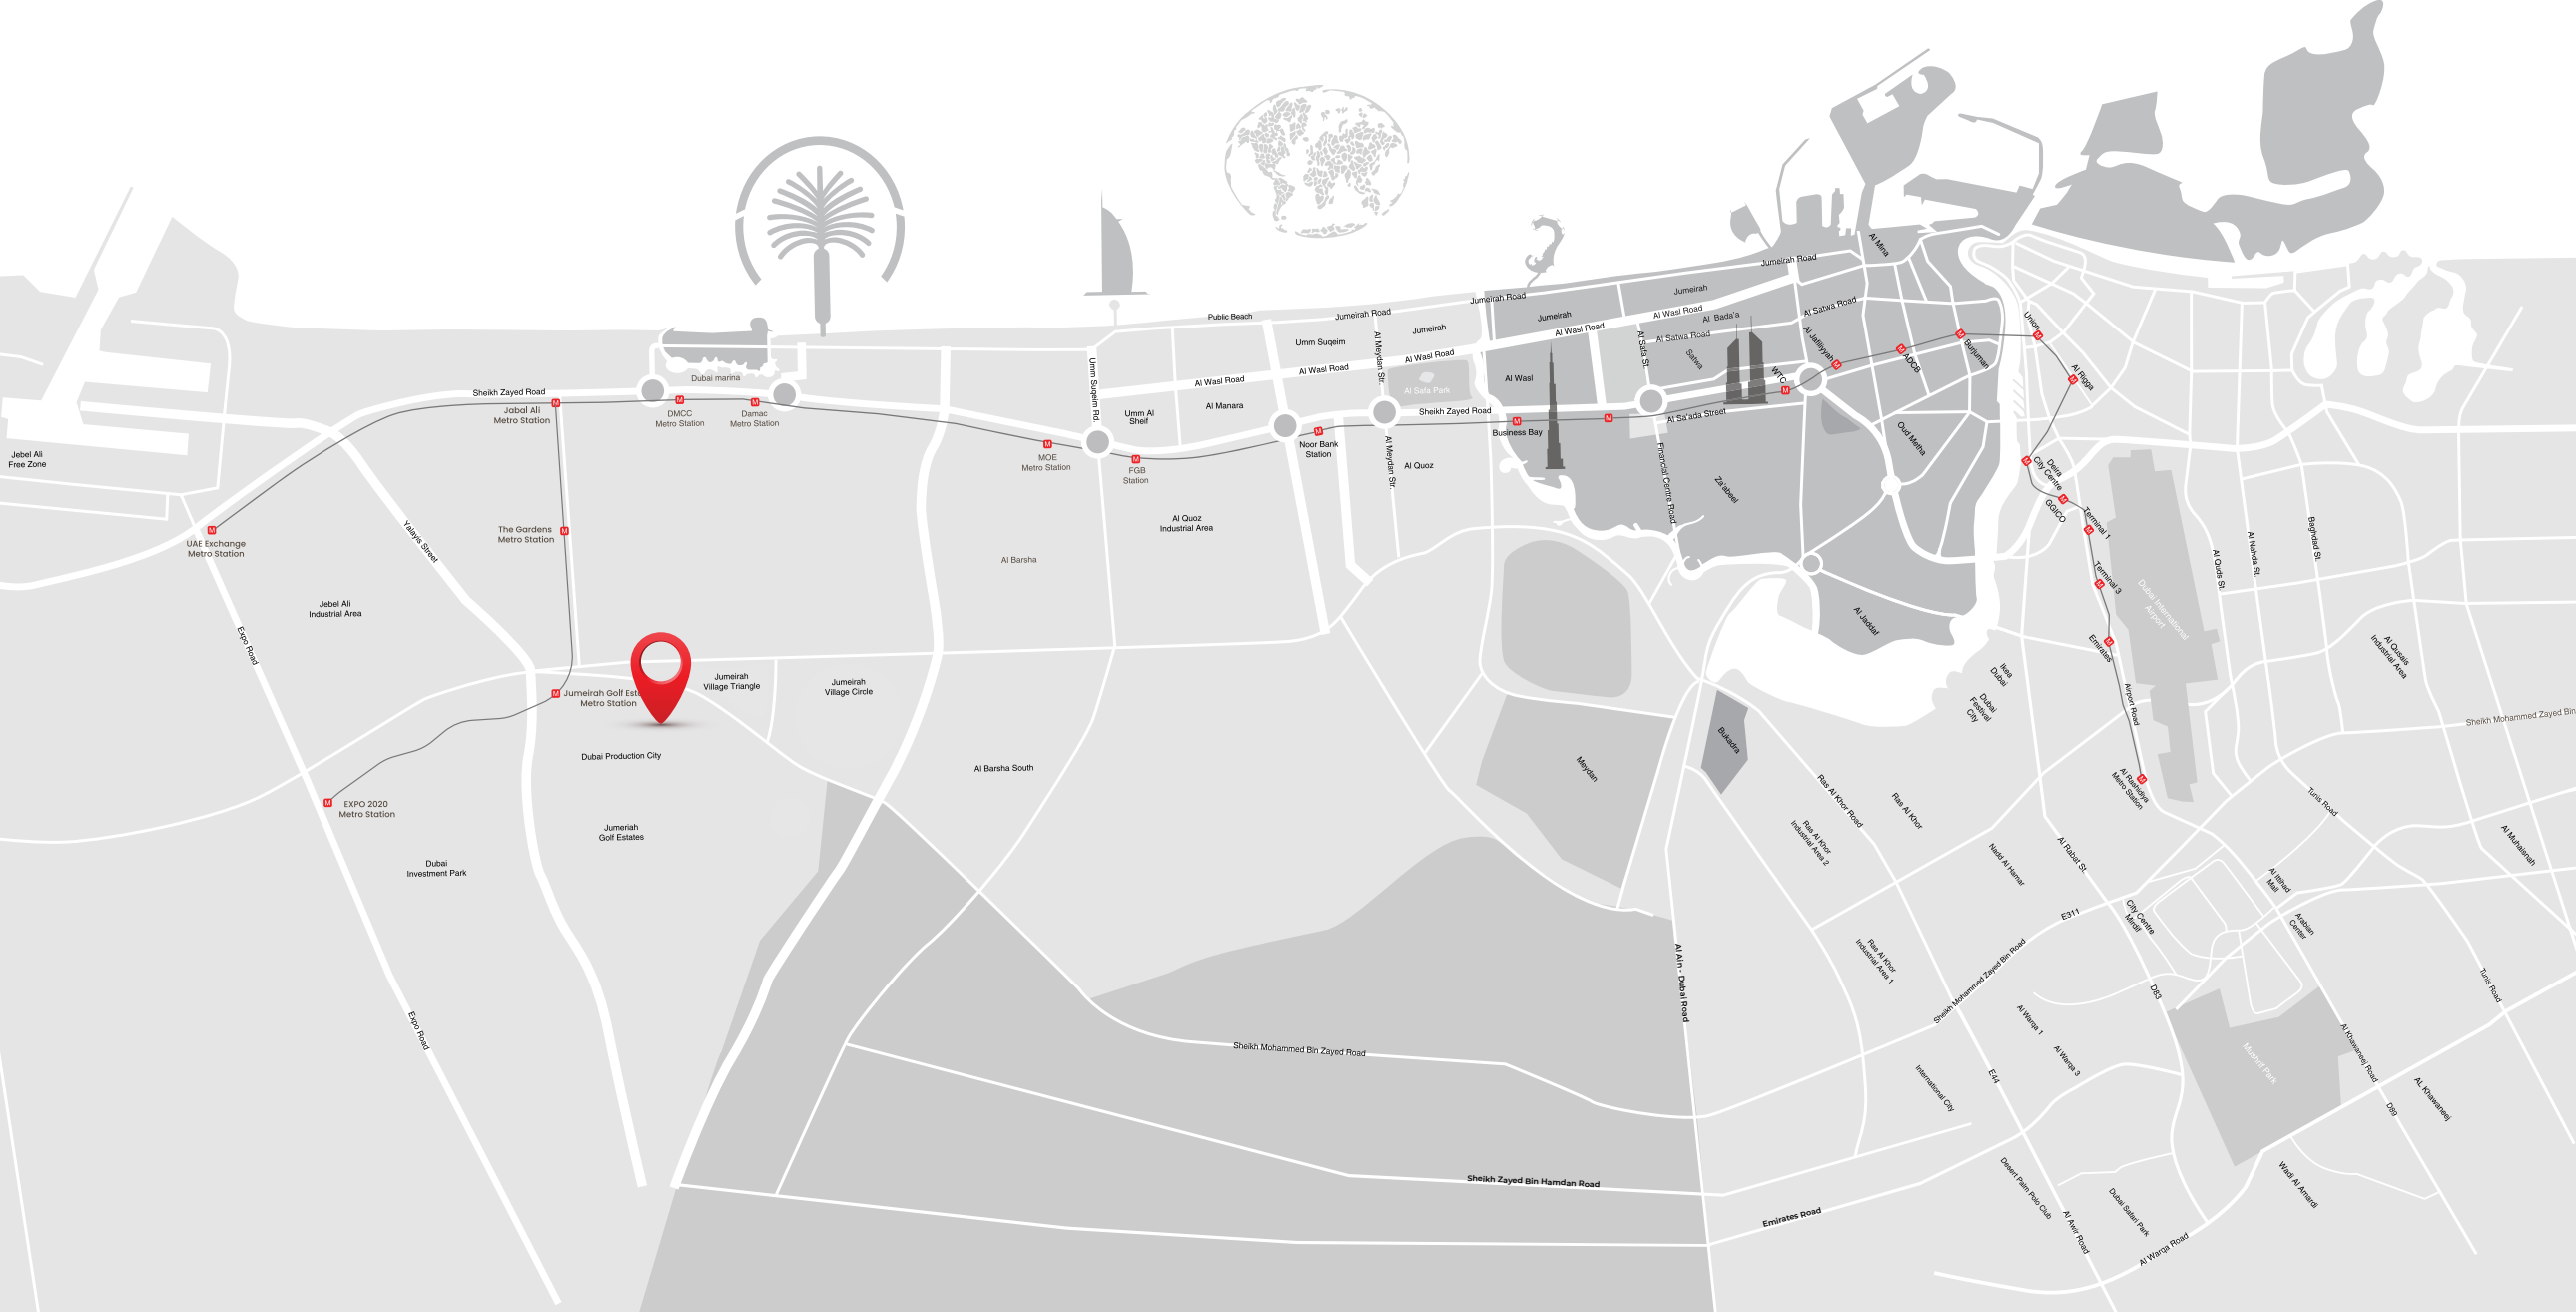 Al Mina
Jumeirah Road
Jumeirah
Jumeirah Road
Jumeirah
Al Wasl Road
Al Bada'a
Al Satwa Road
Public Beach
Jumeirah Road
Jumeirah
Al Wasl Road
Al Satwa Road
Al Safa St.
Satwa
Al Jafiliyyah
ADCB
Burjuman
Union
Al Rigga
Umm Suqeim
Al Meydan Str.
Al Wasl Road
Al Wasl Road
Al Wasl Road
Umm Suqeim Rd.
Al Safa Park
Al Wasl
WTC
Dubai marina
Sheikh Zayed Road
Jabal Ali
Metro Station
DMCC
Metro Station
Damac
Metro Station
Umm Al
Sheif
Al Manara
Sheikh Zayed Road
Al Sa'ada Street
Business Bay
Noor Bank
Station
MOE
Metro Station
FGB
Station
Al Meydan Str.
Al Quoz
Financial Centre Road
Za'abeel
Oud Metha
Deira
City Centre
GGICO
Terminal 1
Terminal 3
Emirates
Dubai International
Airport
Al Quds St.
Al Nahda St.
Baghdad St.
Jebel Ali
Free Zone
UAE Exchange
Metro Station
Yalayis Street
The Gardens
Metro Station
Al Quoz
Industrial Area
Al Barsha
Jebel Ali
Industrial Area
Expo Road
Al Jaddaf
Ikea
Dubai
Dubai
Festival
City
Airport Road
Al Qusais
Industrial Area
Sheikh Mohammed Zayed Bin
Jumeirah Golf Est
Metro Station
Jumeirah
Village Triangle
Jumeirah
Village Circle
Dubai Production City
Al Barsha South
Meydan
Bukadra
Ras Al Khor Road
Ras Al Khor
Ras Al Khor
Industrial Area 2
Al Rashidiya
Metro Station
Tunis Road
EXPO 2020
Metro Station
Jumeriah
Golf Estates
Dubai
Investment Park
Nadd Al Hamar
Al Rabat St.
Al Muhaisnah
Al Ittihad
Mall
E311
City Centre
Mirdif
Arabian
Center
Ras Al Khor
Industrial Area 1
Sheikh Mohammed Zayed Bin Road
D83
Tunis Road
Al Ain - Dubai Road
Expo Road
Sheikh Mohammed Bin Zayed Road
Al Warqa 1
Al Warqa 3
E44
International City
Mushrif Park
Al Khawaneej Road
D89
AL Khawaneej
Sheikh Zayed Bin Hamdan Road
Emirates Road
Desert Palm Polo Club
Al Awir Road
Dubai Safari Park
Al Warqa Road
Wadi Al Amardi